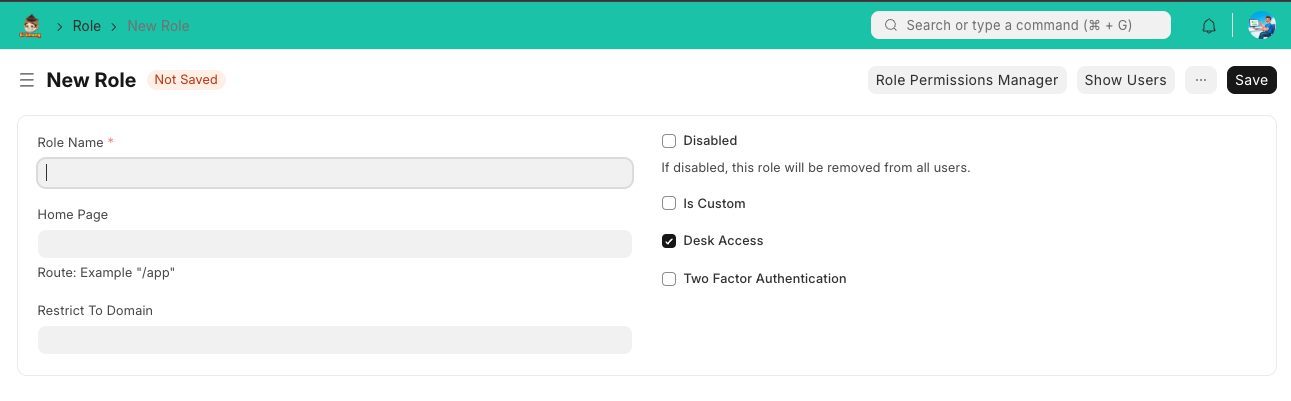 Role
New Role
Search or type a command (⌘ + G)
New Role
Not Saved
Role Permissions Manager
Show Users
...
Save
Role Name *
Home Page
Route: Example "/app"
Restrict To Domain
Disabled
If disabled, this role will be removed from all users.
Is Custom
Desk Access
Two Factor Authentication